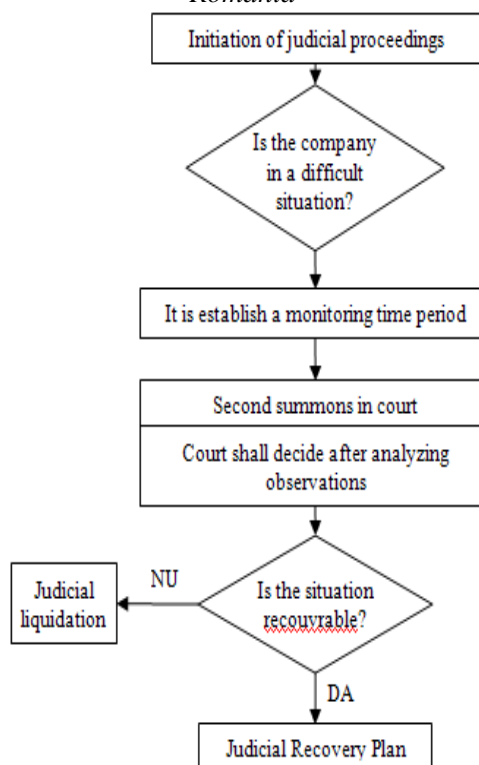 Romania
Initiation of judicial proceedings
Is the company
in a difficult
situation?
It is establish a monitoring time period
Second summons in court
Court shall decide after analyzing
observations
NU
Judicial
liquidation
Is the situation
recouvrable?
DA
Judicial Recovery Plan